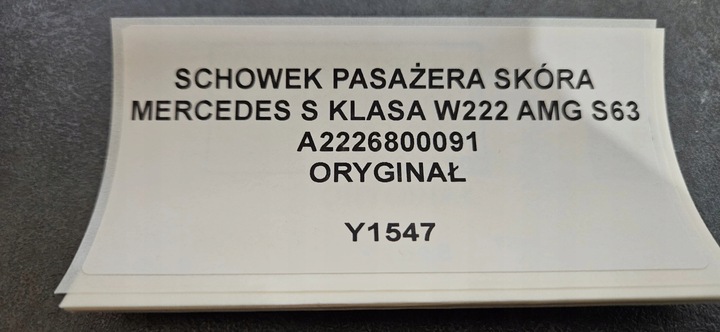 SCHOWEK PASAŻERA SKÓRA
MERCEDES S KLASA W222 AMG S63
A2226800091
ORYGINAŁ
Y1547